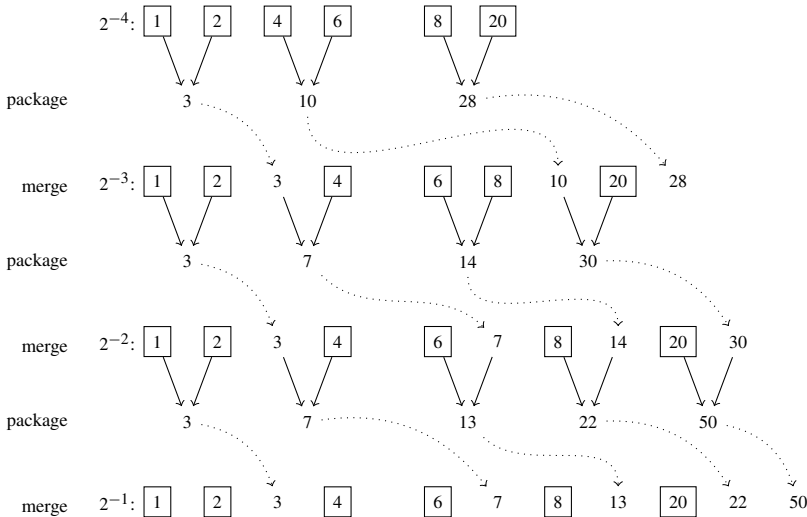 2⁻⁴: 1 2 4 6 8 20
package 3 10 28
merge 2⁻³: 1 2 3 4 6 8 10 20 28
package 3 7 14 30
merge 2⁻²: 1 2 3 4 6 7 8 14 20 30
package 3 7 13 22 50
merge 2⁻¹: 1 2 3 4 6 7 8 13 20 22 50